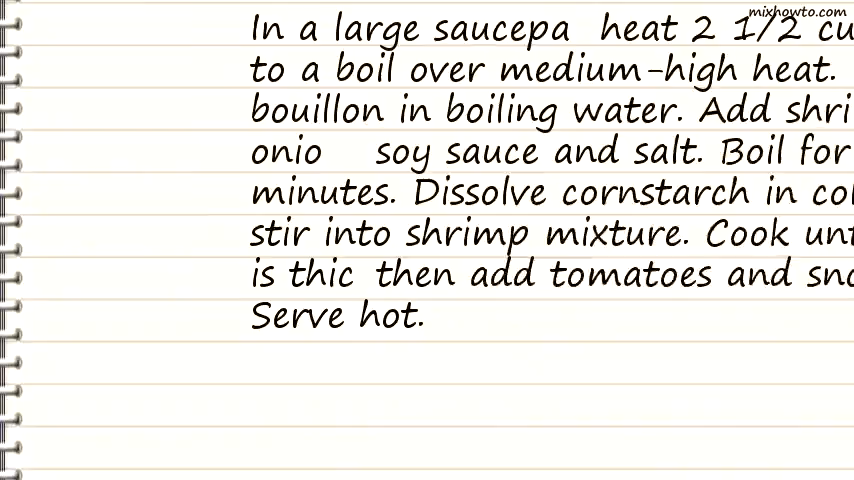 mixhowto.com
In a large saucepa heat 2 1/2 cu
to a boil over medium-high heat.
bouillon in boiling water. Add shri
onio soy sauce and salt. Boil for
minutes. Dissolve cornstarch in col
stir into shrimp mixture. Cook unt
is thic then add tomatoes and sno
Serve hot.